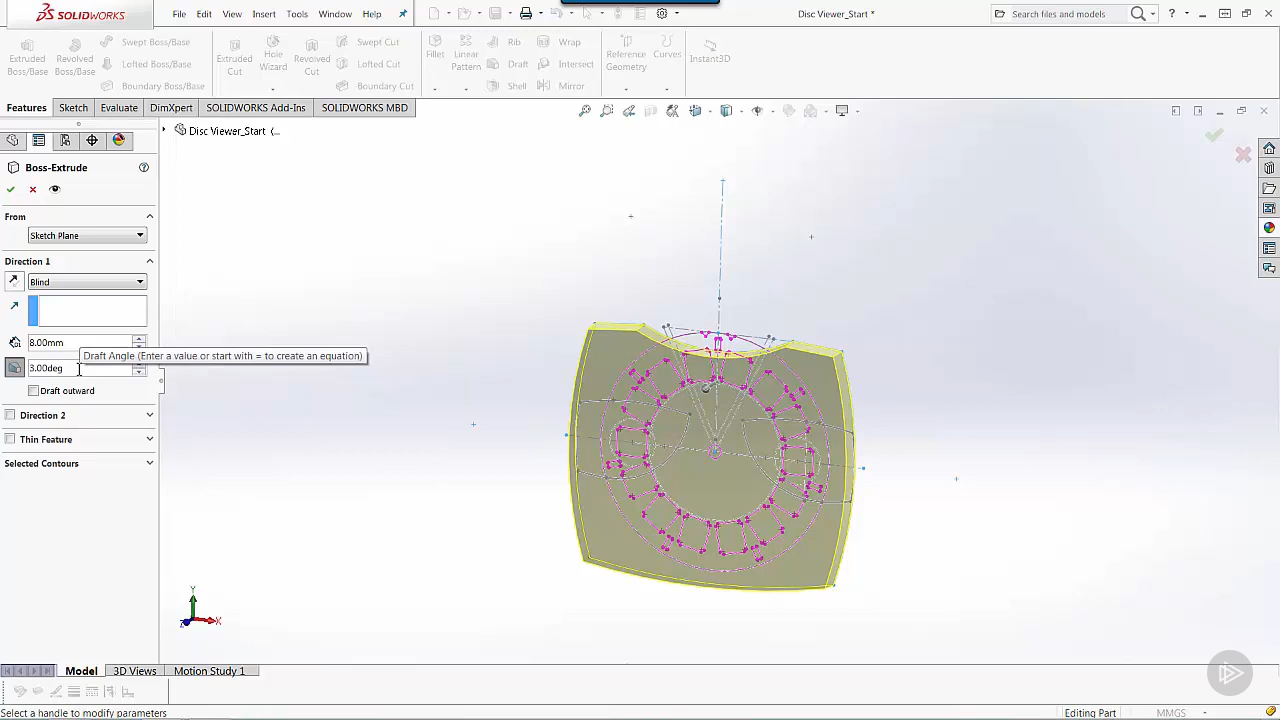 SOLIDWORKS
File Edit View Insert Tools Window Help
Disc Viewer_Start *
Search files and models
Extruded Boss/Base
Revolved Boss/Base
Swept Boss/Base
Lofted Boss/Base
Boundary Boss/Base
Extruded Cut
Hole Wizard
Revolved Cut
Swept Cut
Lofted Cut
Boundary Cut
Fillet
Linear Pattern
Rib
Draft
Shell
Wrap
Intersect
Mirror
Reference Geometry
Curves
Instant3D
Features Sketch Evaluate DimXpert SOLIDWORKS Add-Ins SOLIDWORKS MBD
Disc Viewer_Start (...
Boss-Extrude
From
Sketch Plane
Direction 1
Blind
8.00mm
Draft Angle (Enter a value or start with = to create an equation)
3.00deg
Draft outward
Direction 2
Thin Feature
Selected Contours
Y
X
Z
Model 3D Views Motion Study 1
Select a handle to modify parameters
Editing Part
MMGS